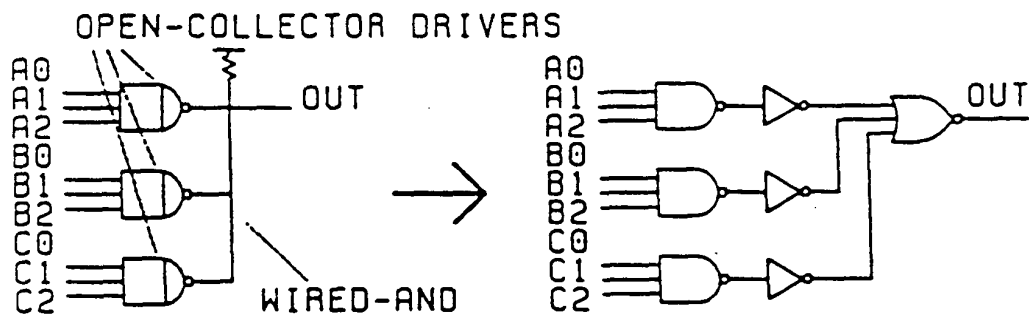 OPEN-COLLECTOR DRIVERS
A0
A1
A2
OUT
B0
B1
B2
C0
C1
C2
WIRED-AND
A0
A1
A2
OUT
B0
B1
B2
C0
C1
C2